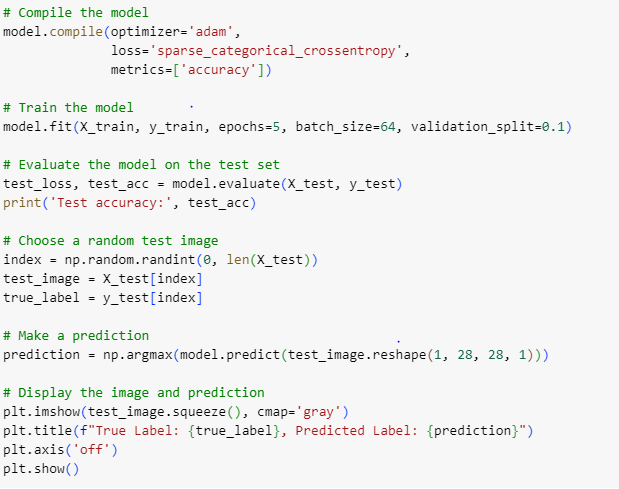 # Compile the model
model.compile(optimizer='adam',
              loss='sparse_categorical_crossentropy',
              metrics=['accuracy'])

# Train the model
model.fit(X_train, y_train, epochs=5, batch_size=64, validation_split=0.1)

# Evaluate the model on the test set
test_loss, test_acc = model.evaluate(X_test, y_test)
print('Test accuracy:', test_acc)

# Choose a random test image
index = np.random.randint(0, len(X_test))
test_image = X_test[index]
true_label = y_test[index]

# Make a prediction
prediction = np.argmax(model.predict(test_image.reshape(1, 28, 28, 1)))

# Display the image and prediction
plt.imshow(test_image.squeeze(), cmap='gray')
plt.title(f"True Label: {true_label}, Predicted Label: {prediction}")
plt.axis('off')
plt.show()